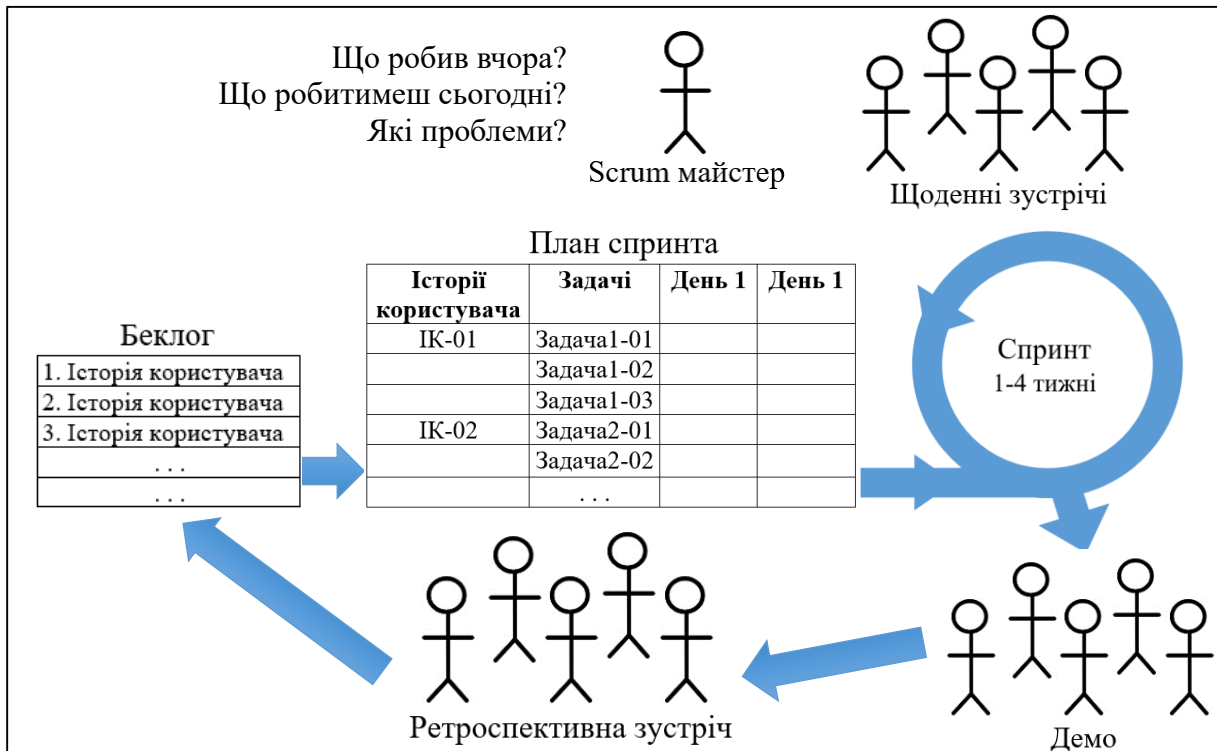 Що робив вчора?
Що робитимеш сьогодні?
Які проблеми?
Scrum майстер
Щоденні зустрічі
План спринта
Історії користувача Задачі День 1 День 1
ІК-01 Задача1-01
Задача1-02
Задача1-03
ІК-02 Задача2-01
Задача2-02
. . .
Беклог
1. Історія користувача
2. Історія користувача
3. Історія користувача
. . .
. . .
Спринт
1-4 тижні
Ретроспективна зустріч
Демо